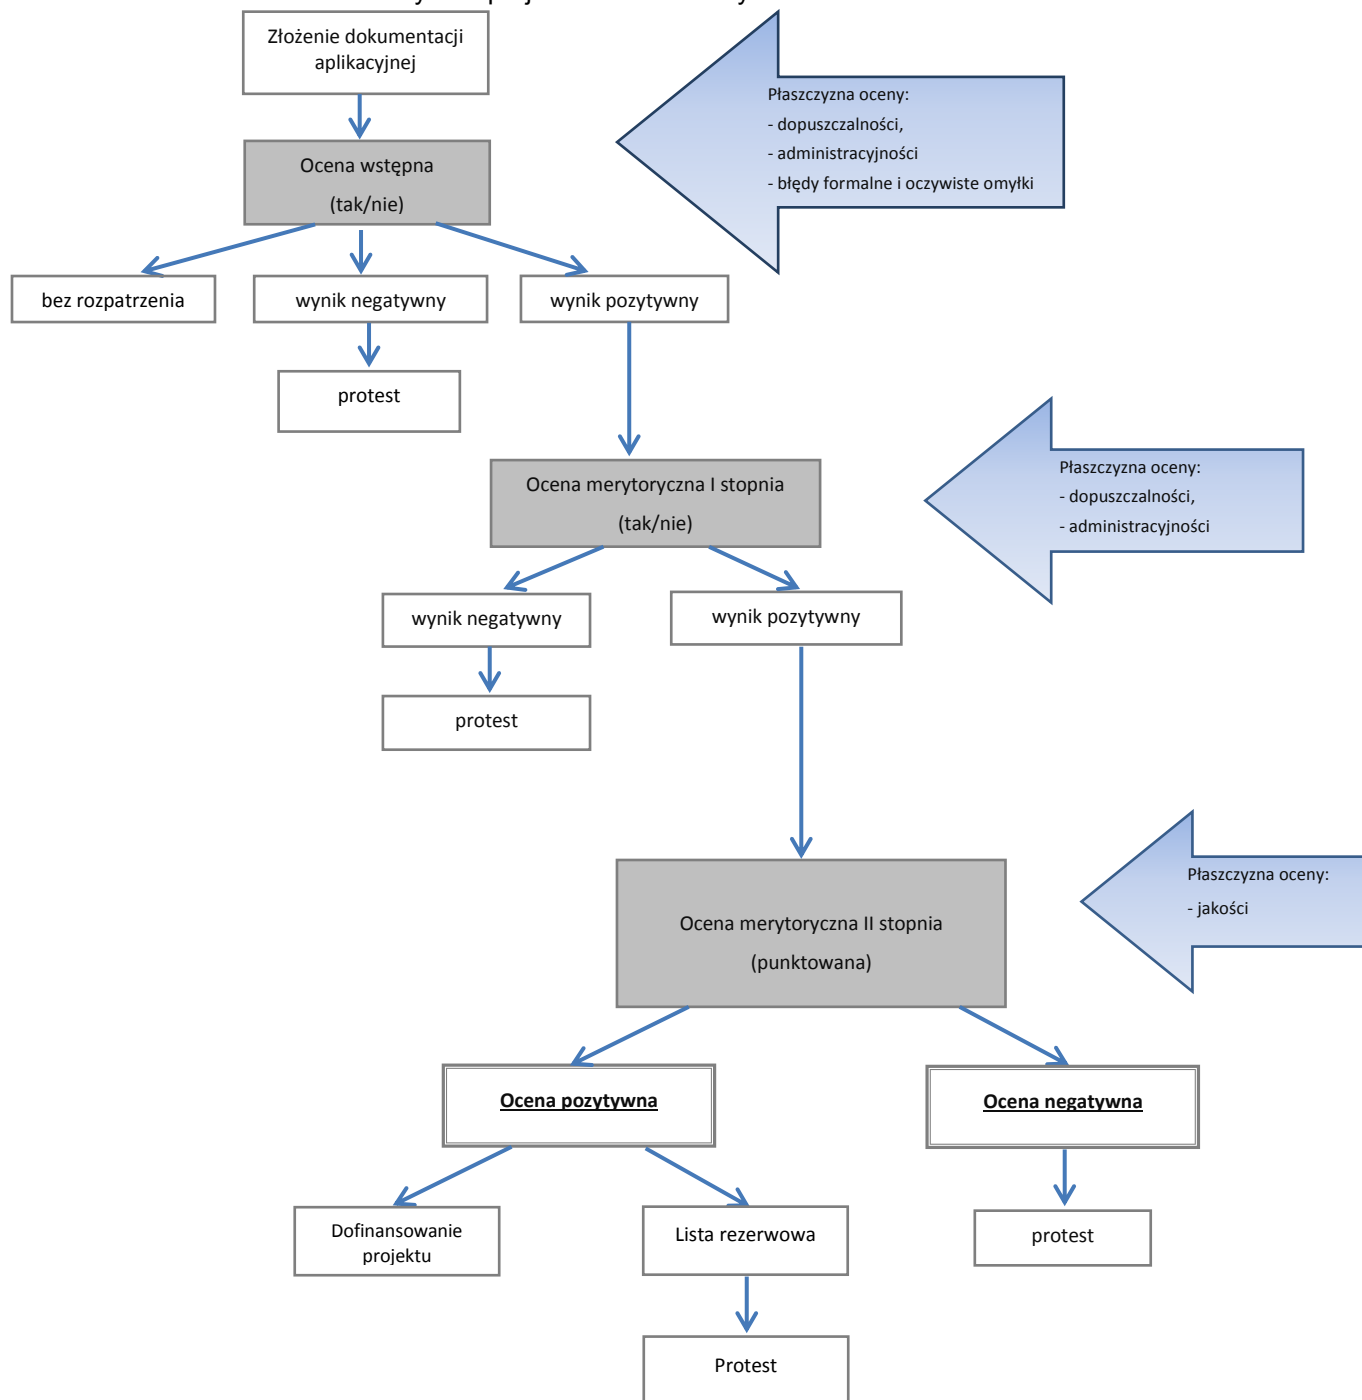 Złożenie dokumentacji
aplikacyjnej
Płaszczyzna oceny:
- dopuszczalności,
- administracyjności
- błędy formalne i oczywiste omyłki
Ocena wstępna
(tak/nie)
bez rozpatrzenia
wynik negatywny
wynik pozytywny
protest
Ocena merytoryczna I stopnia
(tak/nie)
Płaszczyzna oceny:
- dopuszczalności,
- administracyjności
wynik negatywny
wynik pozytywny
protest
Ocena merytoryczna II stopnia
(punktowana)
Płaszczyzna oceny:
- jakości
Ocena pozytywna
Ocena negatywna
Dofinansowanie
projektu
Lista rezerwowa
protest
Protest